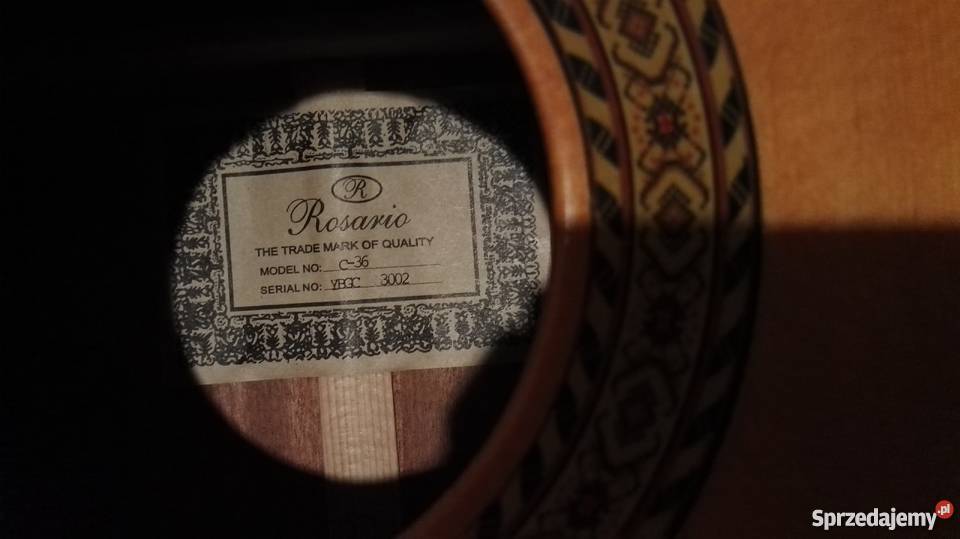 R
Rosario
THE TRADE MARK OF QUALITY
MODEL NO: C-36
SERIAL NO: YBGC 3002
Sprzedajemy.pl